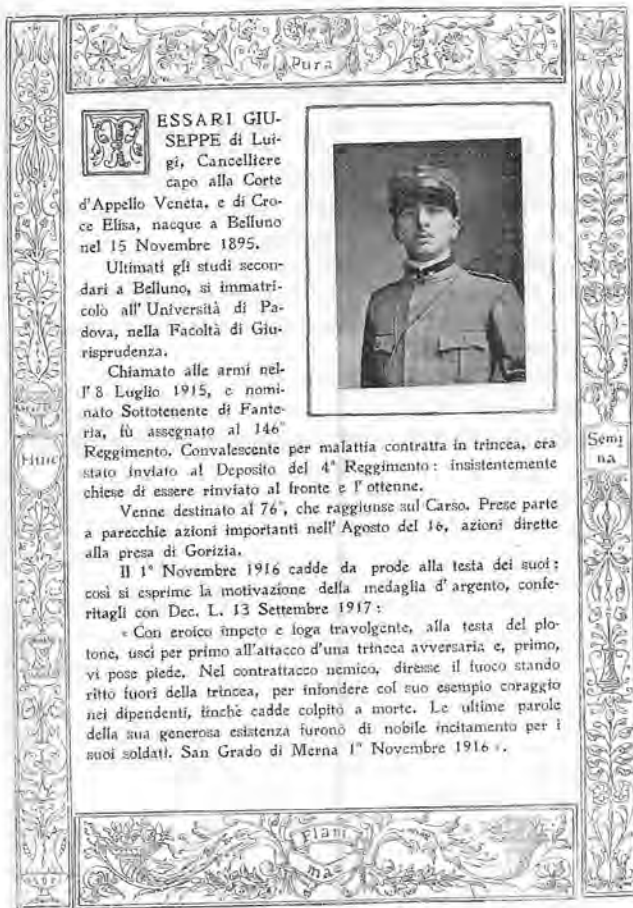 Pura
TESSARI GIU-
SEPPE di Lui-
gi, Cancelliere
capo alla Corte
d'Appello Veneta, e di Cro-
ce Elisa, nacque a Belluno
nel 15 Novembre 1895.
Ultimati gli studi secon-
dari a Belluno, si immatri-
colò all'Università di Pa-
dova, nella Facoltà di Giu-
risprudenza.
Chiamato alle armi nel-
l'8 Luglio 1915, e nomi-
nato Sottotenente di Fante-
ria, fù assegnato al 146°
Reggimento. Convalescente per malattia contratta in trincea, era
stato inviato al Deposito del 4° Reggimento: insistentemente
chiese di essere rinviato al fronte e l'ottenne.
Venne destinato al 76°, che raggiunse sul Carso. Prese parte
a parecchie azioni importanti nell'Agosto del 16, azioni dirette
alla presa di Gorizia.
Il 1° Novembre 1916 cadde da prode alla testa dei suoi;
così si esprime la motivazione della medaglia d'argento, confe-
ritagli con Dec. L. 13 Settembre 1917:
« Con eroico impeto e foga travolgente, alla testa del plo-
tone, uscì per primo all'attacco d'una trincea avversaria e, primo,
vi pose piede. Nel contrattacco nemico, diresse il fuoco stando
ritto fuori della trincea, per infondere col suo esempio coraggio
nei dipendenti, finchè cadde colpito a morte. Le ultime parole
della sua generosa esistenza furono di nobile incitamento per i
suoi soldati. San Grado di Merna 1° Novembre 1916 ».
Hinc
Semi
na
Flam
mae